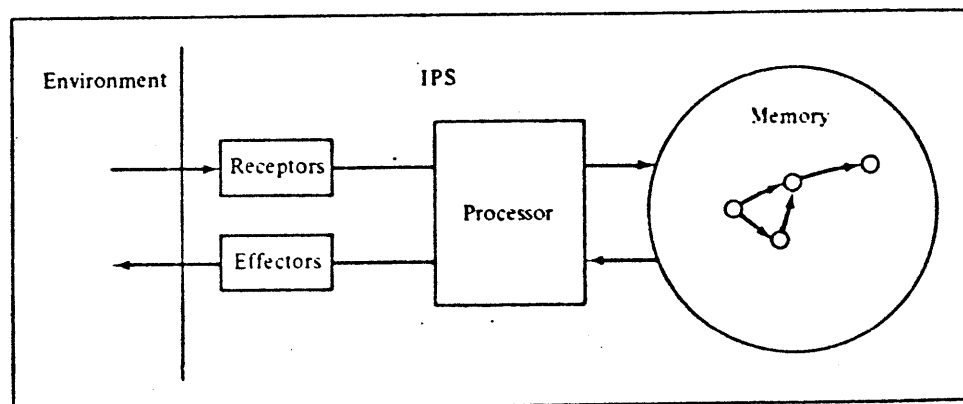 Environment
IPS
Memory
Receptors
Processor
Effectors